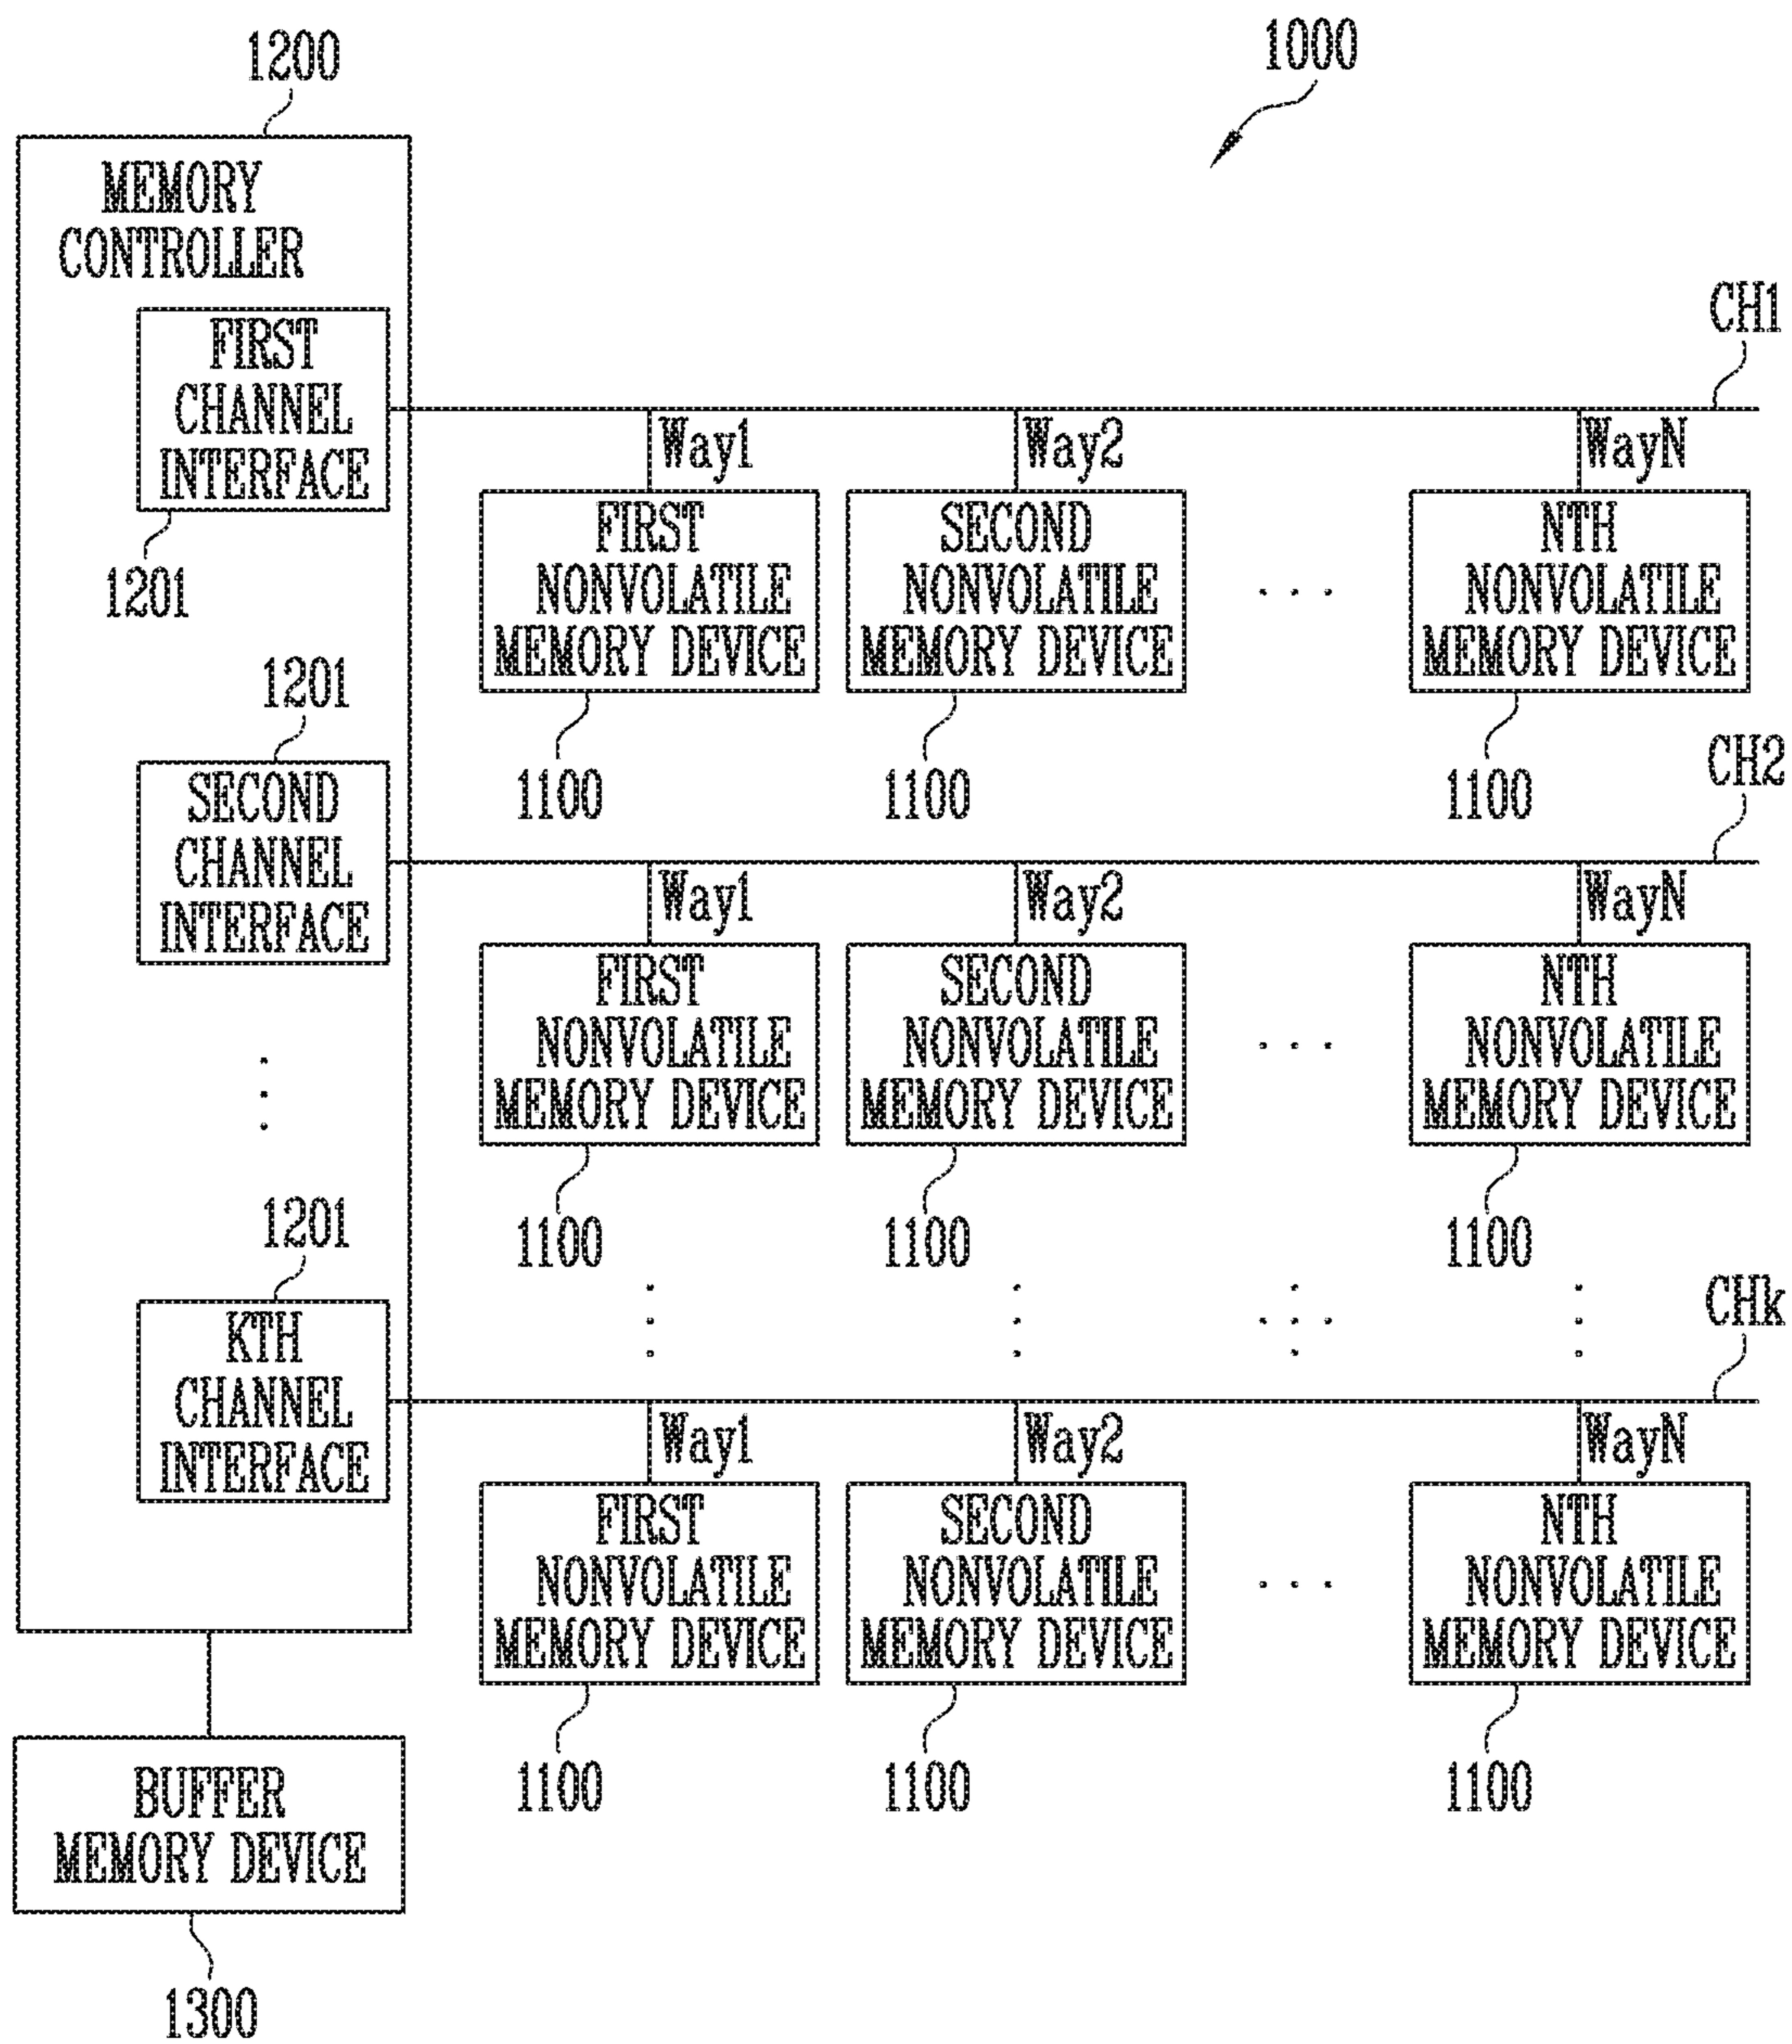 1200
1000
MEMORY
CONTROLLER
CH1
FIRST
CHANNEL
INTERFACE
1201
Way1
Way2
WayN
FIRST
NONVOLATILE
MEMORY DEVICE
SECOND
NONVOLATILE
MEMORY DEVICE
. . .
NTH
NONVOLATILE
MEMORY DEVICE
1100
1100
1100
1201
CH2
SECOND
CHANNEL
INTERFACE
Way1
Way2
WayN
FIRST
NONVOLATILE
MEMORY DEVICE
SECOND
NONVOLATILE
MEMORY DEVICE
. . .
NTH
NONVOLATILE
MEMORY DEVICE
1100
1100
1100
1201
CHk
KTH
CHANNEL
INTERFACE
Way1
Way2
WayN
FIRST
NONVOLATILE
MEMORY DEVICE
SECOND
NONVOLATILE
MEMORY DEVICE
. . .
NTH
NONVOLATILE
MEMORY DEVICE
1100
1100
1100
BUFFER
MEMORY DEVICE
1300